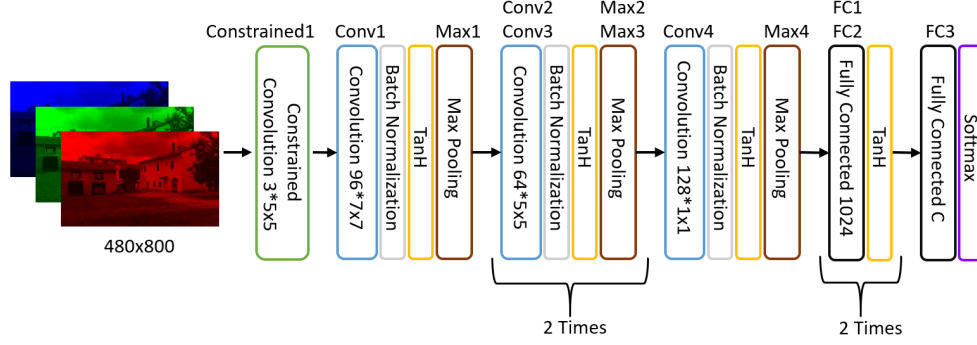 Conv2 Max2 FC1
Constrained1 Conv1 Max1 Conv3 Max3 Conv4 Max4 FC2 FC3
Constrained
Convolution 3*5x5
Convolution 96*7x7
Batch Normalization
TanH
Max Pooling
Convolution 64*5x5
Batch Normalization
TanH
Max Pooling
Convolution 128*1x1
Batch Normalization
TanH
Max Pooling
Fully Connected 1024
TanH
Fully Connected C
Softmax
480x800
2 Times
2 Times